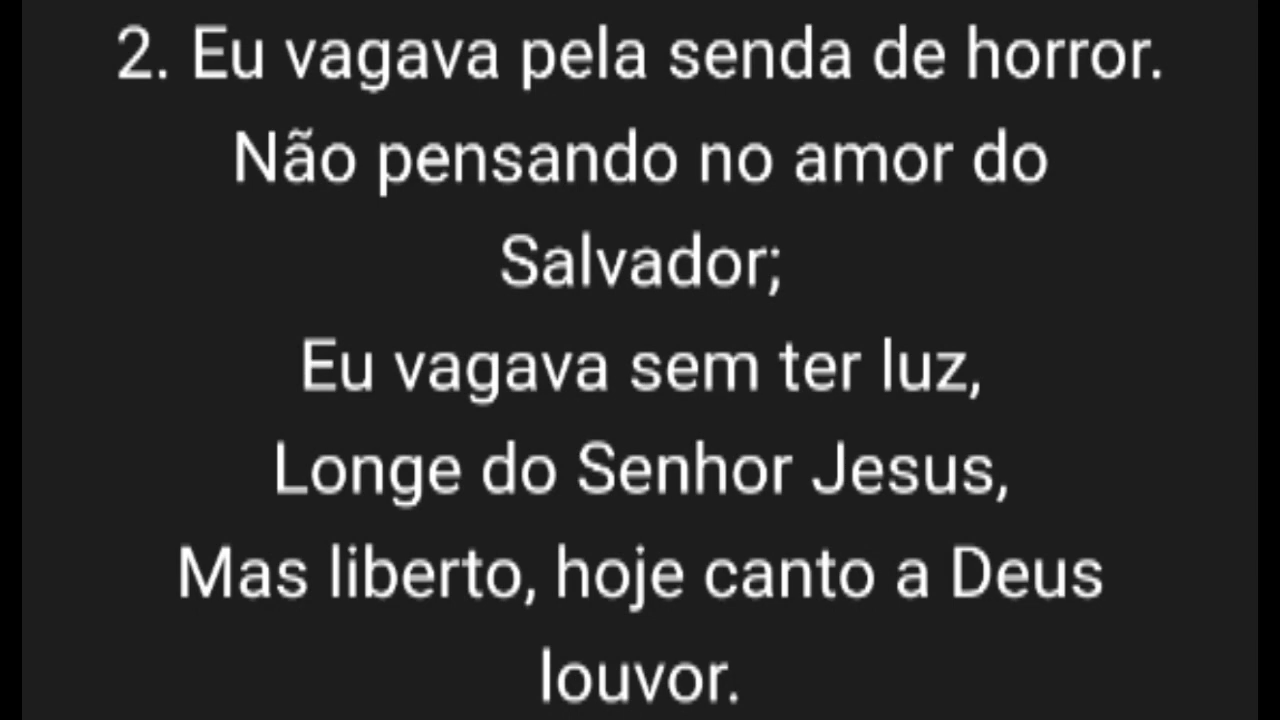 2. Eu vagava pela senda de horror.
Não pensando no amor do
Salvador;
Eu vagava sem ter luz,
Longe do Senhor Jesus,
Mas liberto, hoje canto a Deus
louvor.